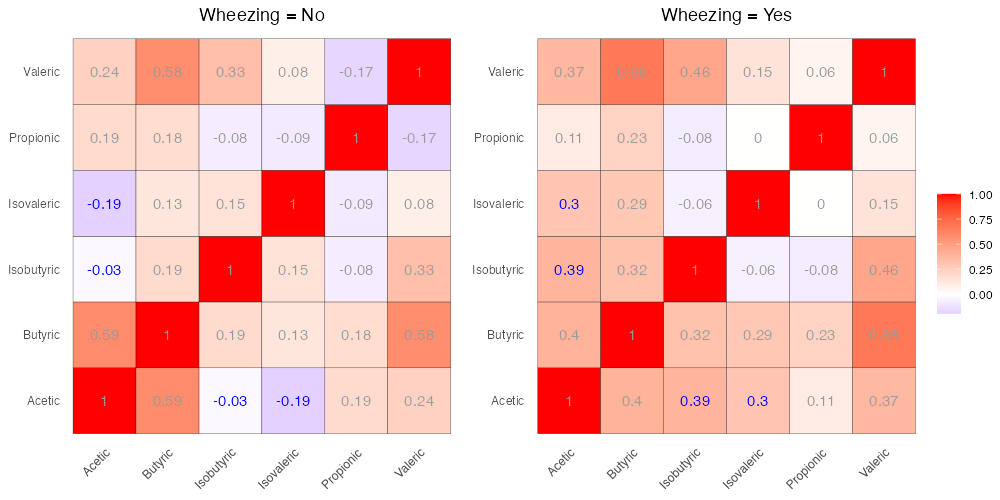 Wheezing = No
Valeric 0.24 0.58 0.33 0.08 -0.17 1
Propionic 0.19 0.18 -0.08 -0.09 1 -0.17
Isovaleric -0.19 0.13 0.15 1 -0.09 0.08
Isobutyric -0.03 0.19 1 0.15 -0.08 0.33
Butyric 0.59 1 0.19 0.13 0.18 0.58
Acetic 1 0.59 -0.03 -0.19 0.19 0.24
Acetic Butyric Isobutyric Isovaleric Propionic Valeric
Wheezing = Yes
Valeric 0.37 0.46 0.15 0.06 1
Propionic 0.11 0.23 -0.08 0 1 0.06
Isovaleric 0.3 0.29 -0.06 1 0 0.15
Isobutyric 0.39 0.32 1 -0.06 -0.08 0.46
Butyric 0.4 1 0.32 0.29 0.23
Acetic 1 0.4 0.39 0.3 0.11 0.37
Acetic Butyric Isobutyric Isovaleric Propionic Valeric
1.00
0.75
0.50
0.25
0.00